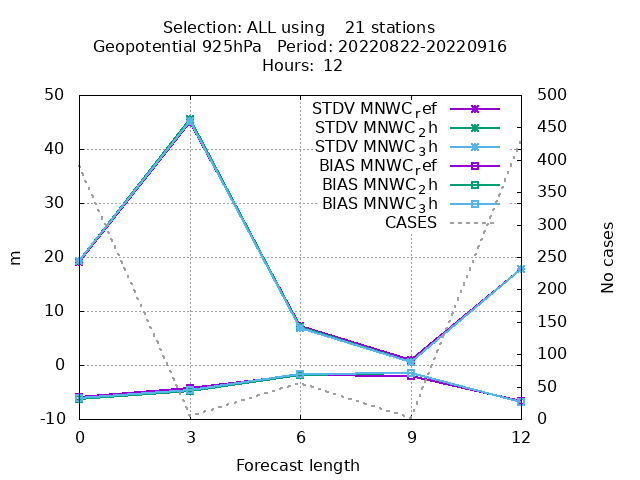 Selection: ALL using    21 stations
Geopotential 925hPa   Period: 20220822-20220916
Hours: 12
STDV MNWC_ref
STDV MNWC_2h
STDV MNWC_3h
BIAS MNWC_ref
BIAS MNWC_2h
BIAS MNWC_3h
CASES
50
40
30
20
10
0
-10
m
500
450
400
350
300
250
200
150
100
50
0
No cases
0 3 6 9 12
Forecast length